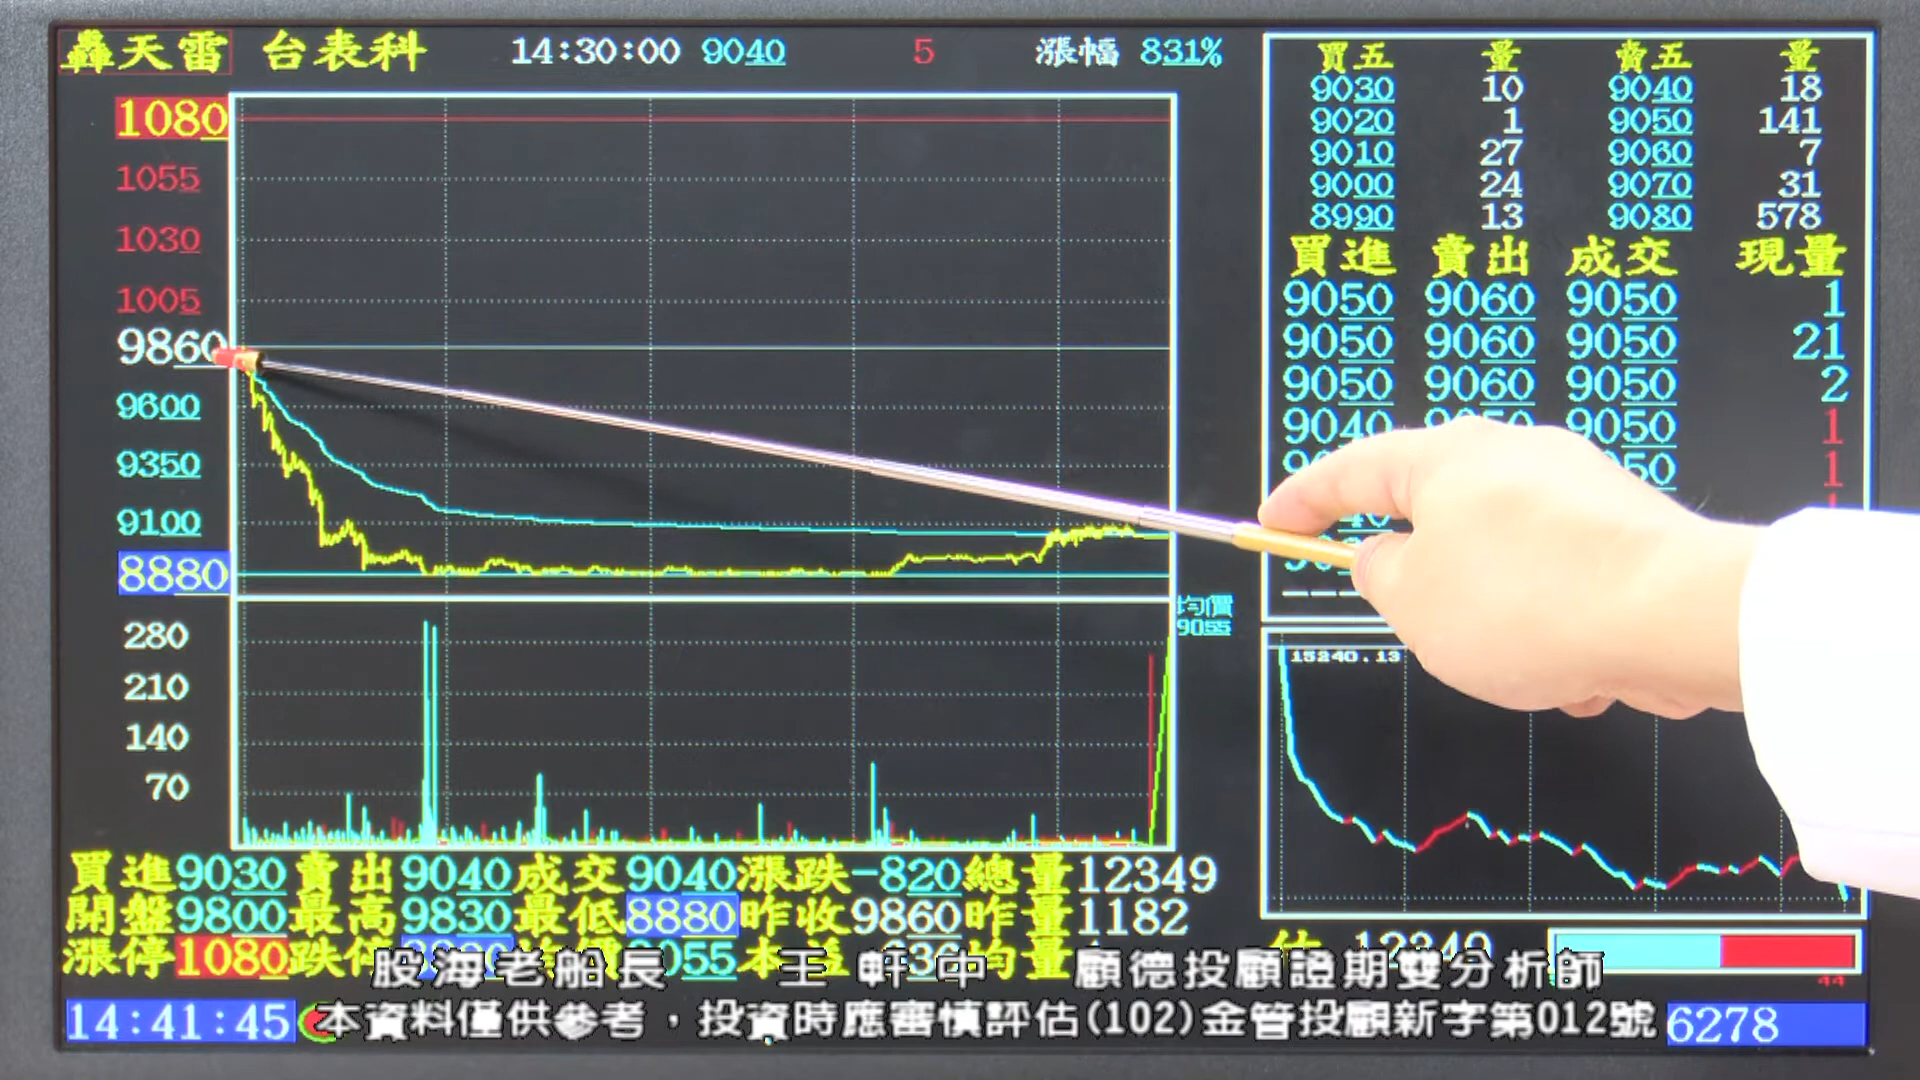 轟天雷 台表科 14:30:00 9040 5 漲幅 831%
1080
1055
1030
1005
9860
9600
9350
9100
8880
280
210
140
70
均價
9055
買五 量 賣五 量
9030 10 9040 18
9020 1 9050 141
9010 27 9060 7
9000 24 9070 31
8990 13 9080 578
買進 賣出 成交 現量
9050 9060 9050 1
9050 9060 9050 21
9050 9060 9050 2
9040 9050 1
1
15240.13
買進9030 賣出9040 成交9040 漲跌-820 總量12349
開盤9800 最高9830 最低8880 昨收9860 昨量1182
漲停1080 跌停
股海老船長 王軒中 顧德投顧證期雙分析師
44
14:41:45 本資料僅供參考，投資時應審慎評估(102)金管投顧新字第012號 6278